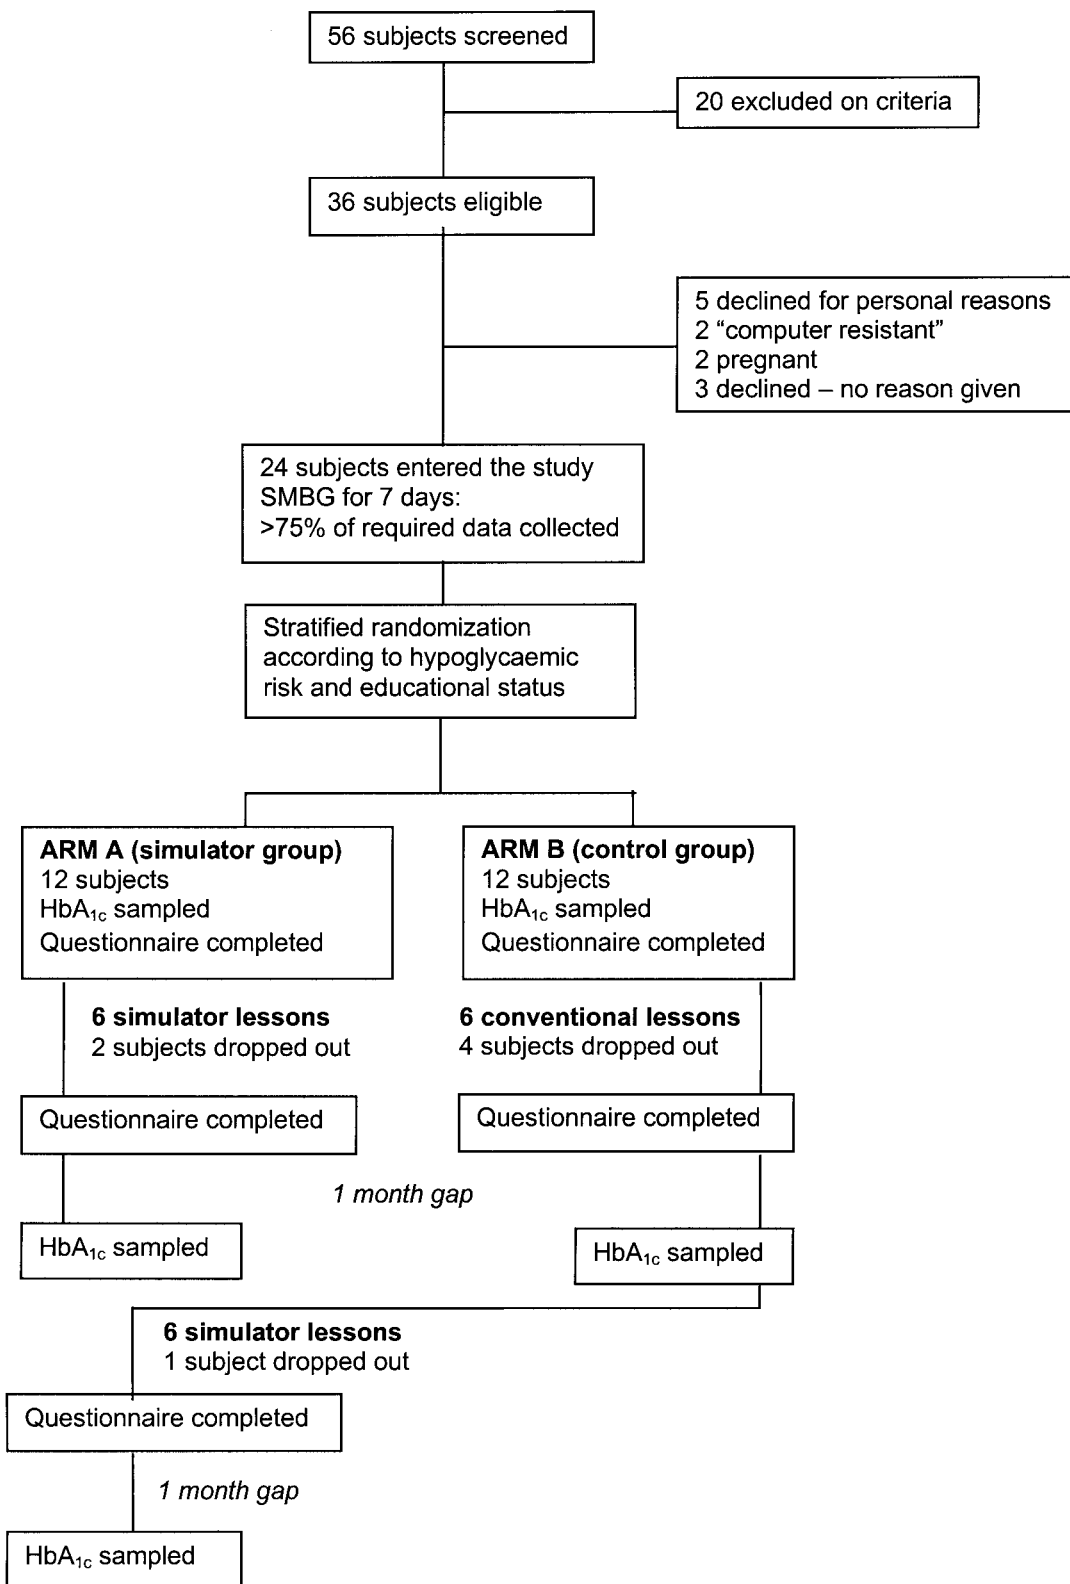 56 subjects screened
20 excluded on criteria
36 subjects eligible
5 declined for personal reasons
2 “computer resistant”
2 pregnant
3 declined – no reason given
24 subjects entered the study
SMBG for 7 days:
>75% of required data collected
Stratified randomization
according to hypoglycaemic
risk and educational status
ARM A (simulator group)
12 subjects
HbA1c sampled
Questionnaire completed
ARM B (control group)
12 subjects
HbA1c sampled
Questionnaire completed
6 simulator lessons
2 subjects dropped out
6 conventional lessons
4 subjects dropped out
Questionnaire completed
Questionnaire completed
1 month gap
HbA1c sampled
HbA1c sampled
6 simulator lessons
1 subject dropped out
Questionnaire completed
1 month gap
HbA1c sampled